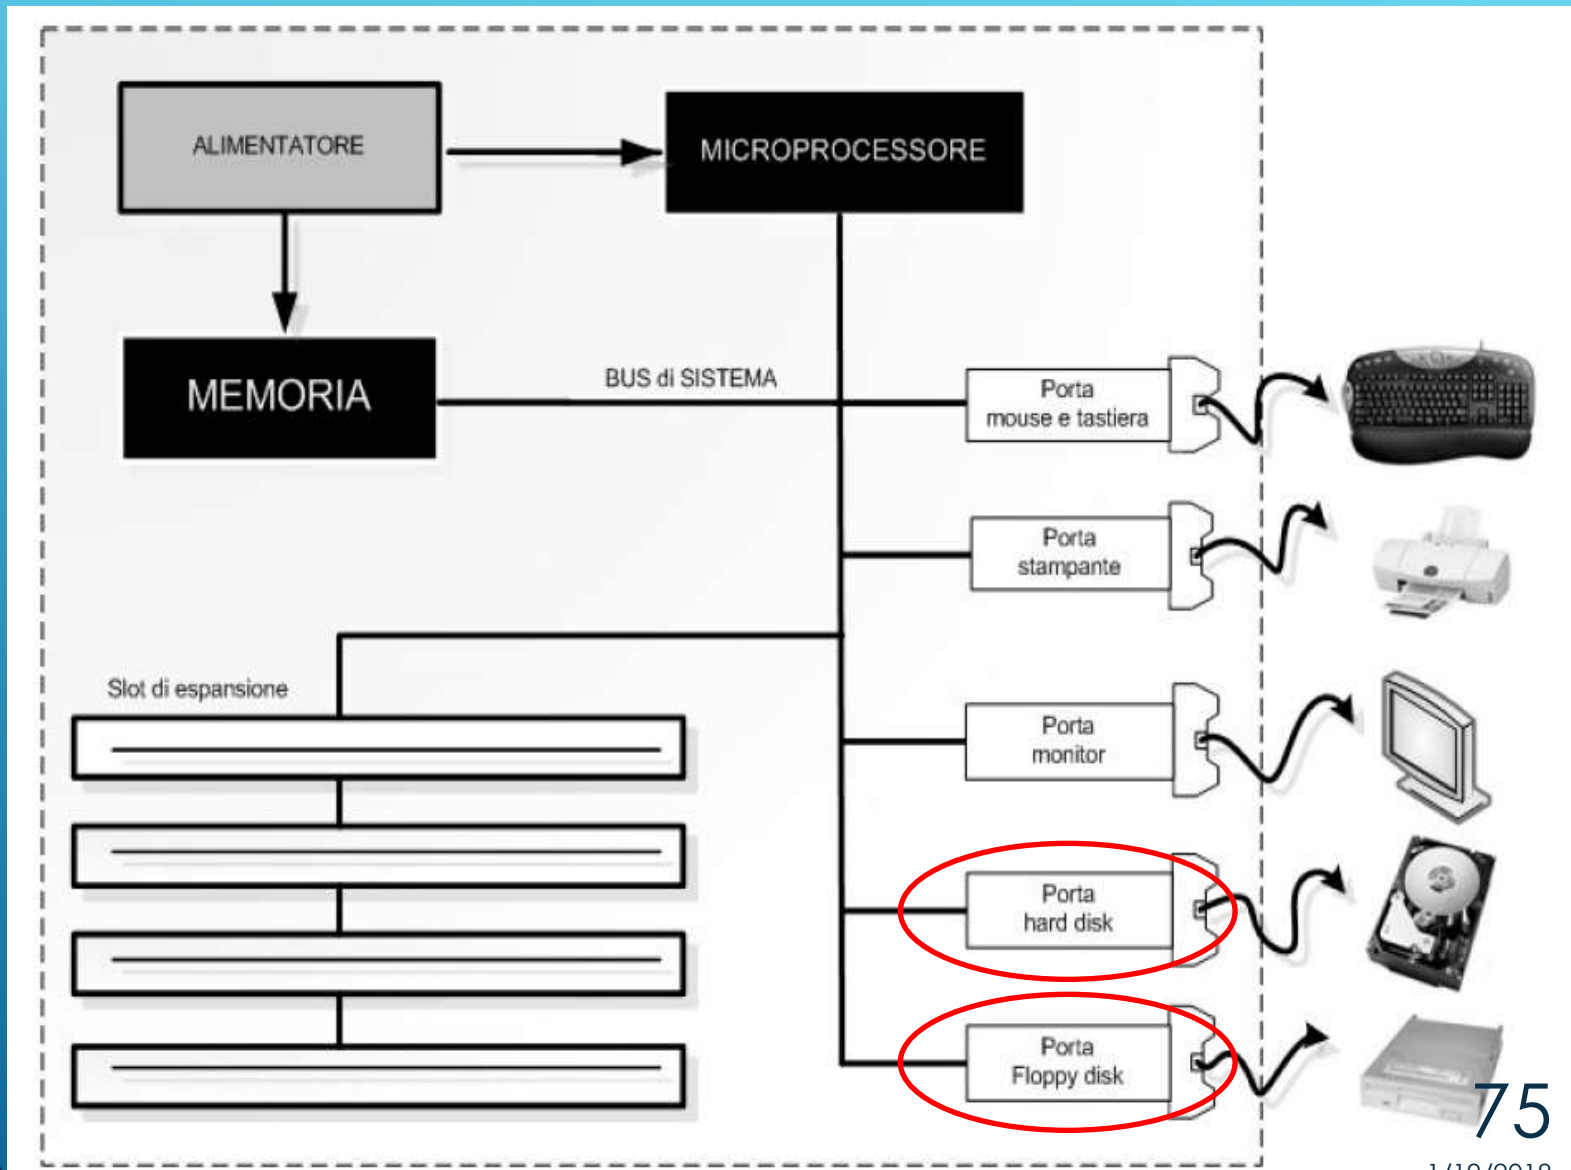 ALIMENTATORE
MICROPROCESSORE
MEMORIA
BUS di SISTEMA
Porta
mouse e tastiera
Porta
stampante
Slot di espansione
Porta
monitor
Porta
hard disk
Porta
Floppy disk
75